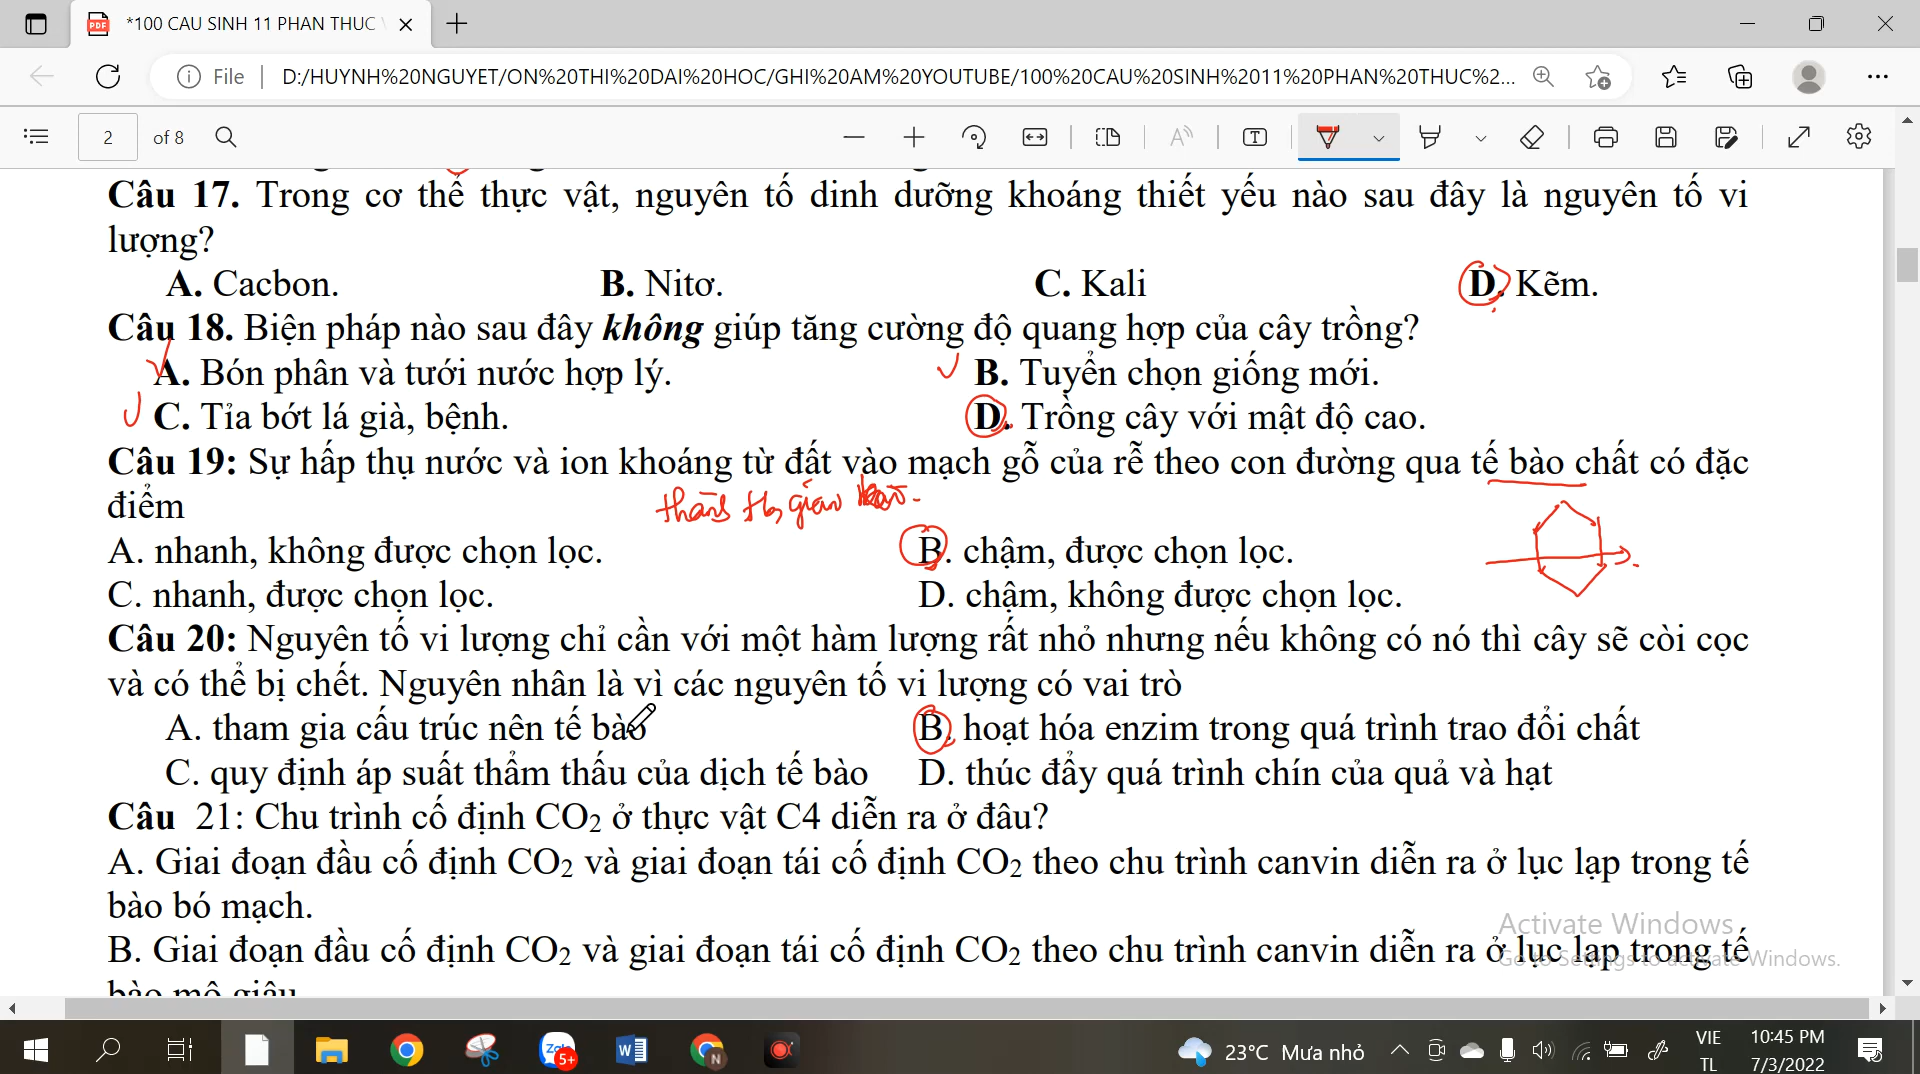 *100 CAU SINH 11 PHAN THUC V
File
D:/HUYNH%20NGUYET/ON%20THI%20DAI%20HOC/GHI%20AM%20YOUTUBE/100%20CAU%20SINH%2011%20PHAN%20THUC%2...
2 of 8
Câu 17. Trong cơ thể thực vật, nguyên tố dinh dưỡng khoáng thiết yếu nào sau đây là nguyên tố vi
lượng?
A. Cacbon. B. Nitơ. C. Kali D. Kẽm.
Câu 18. Biện pháp nào sau đây không giúp tăng cường độ quang hợp của cây trồng?
A. Bón phân và tưới nước hợp lý. B. Tuyển chọn giống mới.
C. Tỉa bớt lá già, bệnh. D. Trồng cây với mật độ cao.
Câu 19: Sự hấp thụ nước và ion khoáng từ đất vào mạch gỗ của rễ theo con đường qua tế bào chất có đặc
điểm
A. nhanh, không được chọn lọc. B. chậm, được chọn lọc.
C. nhanh, được chọn lọc. D. chậm, không được chọn lọc.
Câu 20: Nguyên tố vi lượng chỉ cần với một hàm lượng rất nhỏ nhưng nếu không có nó thì cây sẽ còi cọc
và có thể bị chết. Nguyên nhân là vì các nguyên tố vi lượng có vai trò
A. tham gia cấu trúc nên tế bào B. hoạt hóa enzim trong quá trình trao đổi chất
C. quy định áp suất thẩm thấu của dịch tế bào D. thúc đẩy quá trình chín của quả và hạt
Câu 21: Chu trình cố định CO2 ở thực vật C4 diễn ra ở đâu?
A. Giai đoạn đầu cố định CO2 và giai đoạn tái cố định CO2 theo chu trình canvin diễn ra ở lục lạp trong tế
bào bó mạch.
B. Giai đoạn đầu cố định CO2 và giai đoạn tái cố định CO2 theo chu trình canvin diễn ra ở lục lạp trong tế
bào mô giậu
Activate Windows
Go to Settings to activate Windows.
23°C Mưa nhỏ
VIE
TL
10:45 PM
7/3/2022